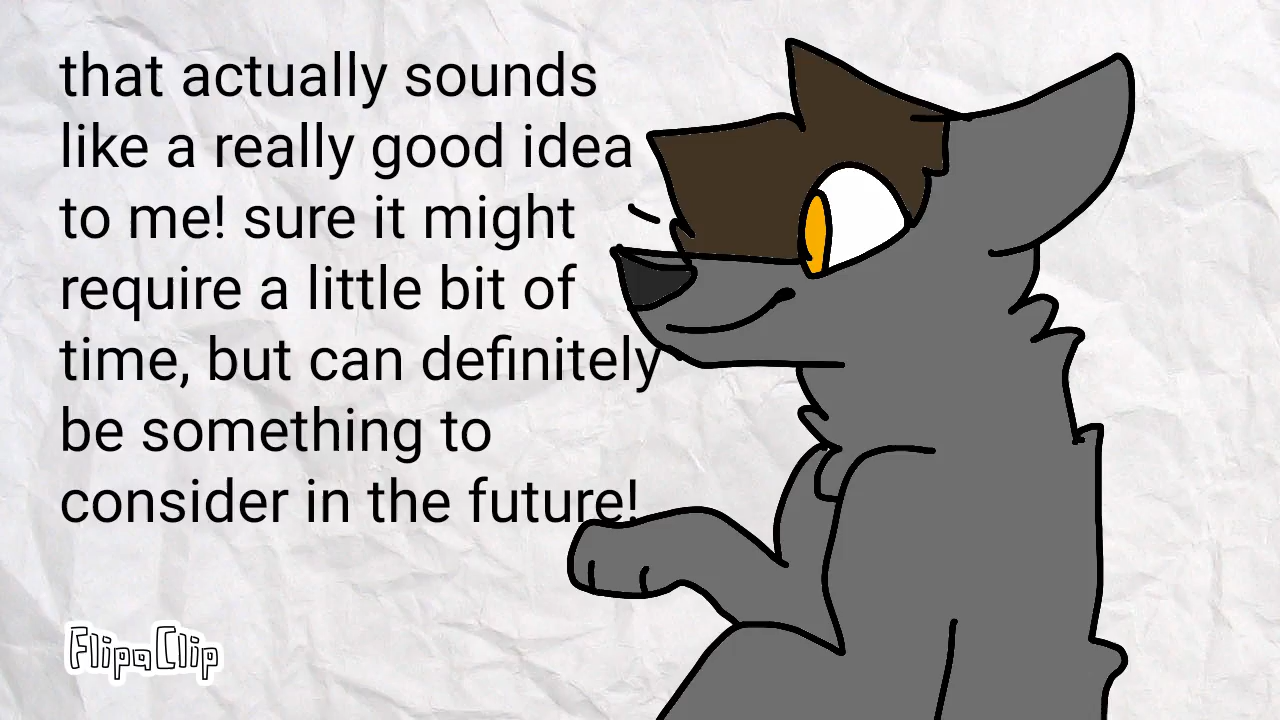 that actually sounds
like a really good idea
to me! sure it might
require a little bit of
time, but can definitely
be something to
consider in the future!
FlipaClip